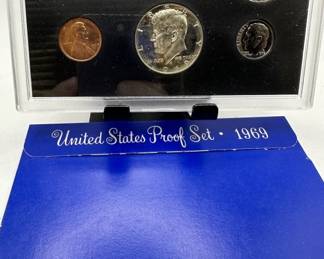 United States Proof Set • 1969